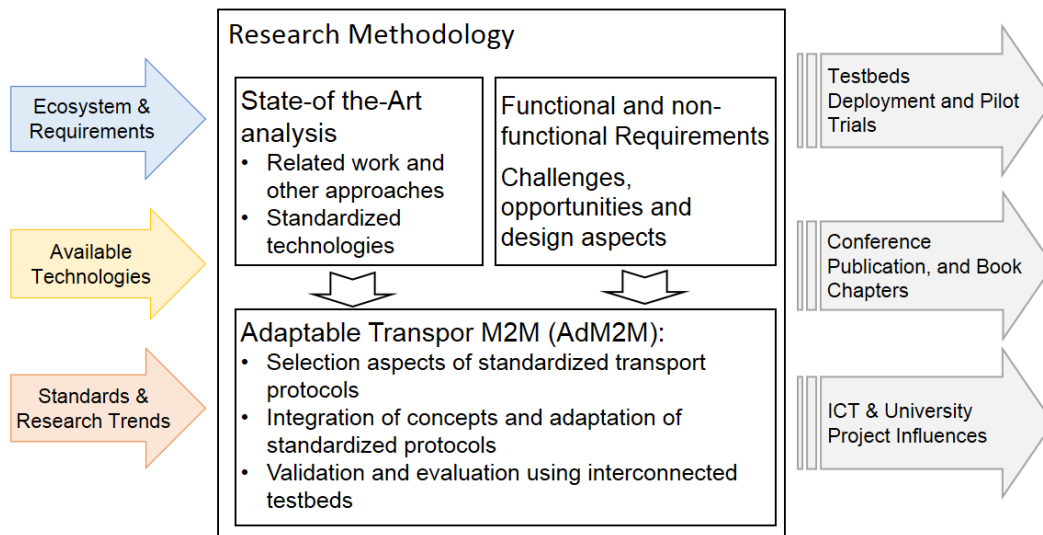 Research Methodology
Ecosystem &
Requirements
Available
Technologies
Standards &
Research Trends
State-of the-Art
analysis
• Related work and
other approaches
• Standardized
technologies
Functional and non-
functional Requirements
Challenges,
opportunities and
design aspects
Adaptable Transpor M2M (AdM2M):
• Selection aspects of standardized transport
protocols
• Integration of concepts and adaptation of
standardized protocols
• Validation and evaluation using interconnected
testbeds
Testbeds
Deployment and Pilot
Trials
Conference
Publication, and Book
Chapters
ICT & University
Project Influences